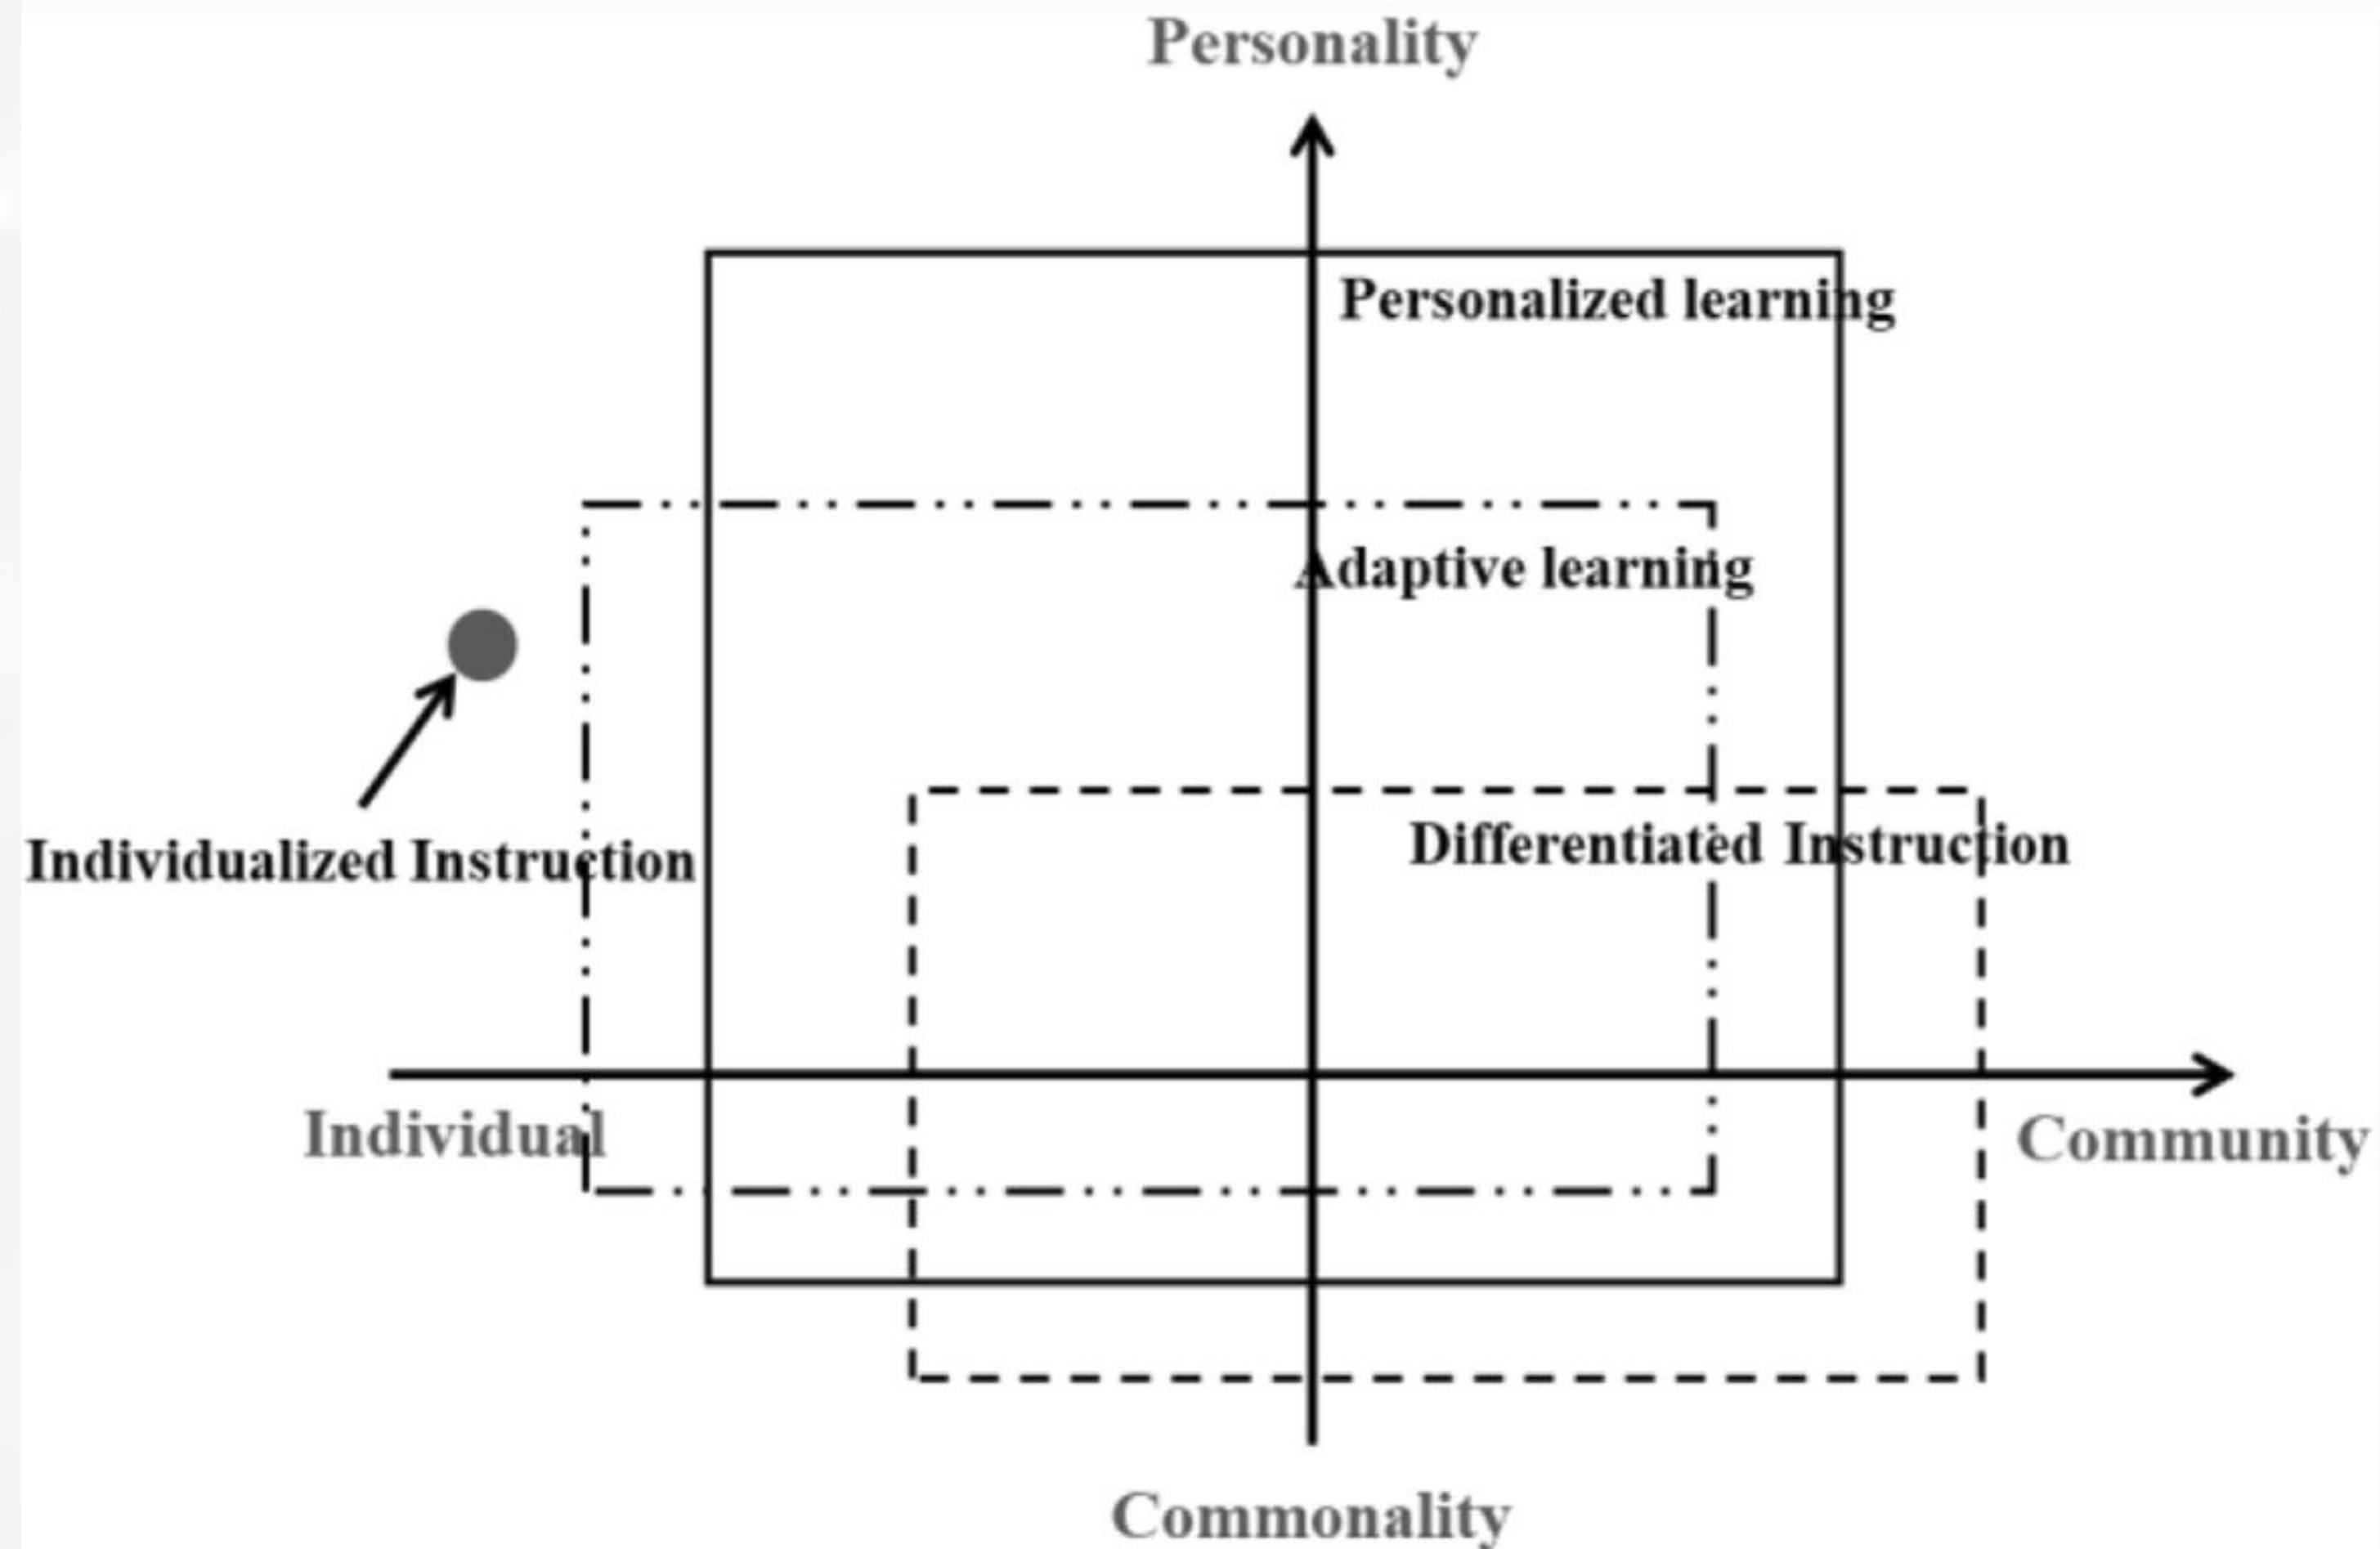 Personality
Personalized learning
Adaptive learning
Differentiated Instruction
Individualized Instruction
Individual
Community
Commonality